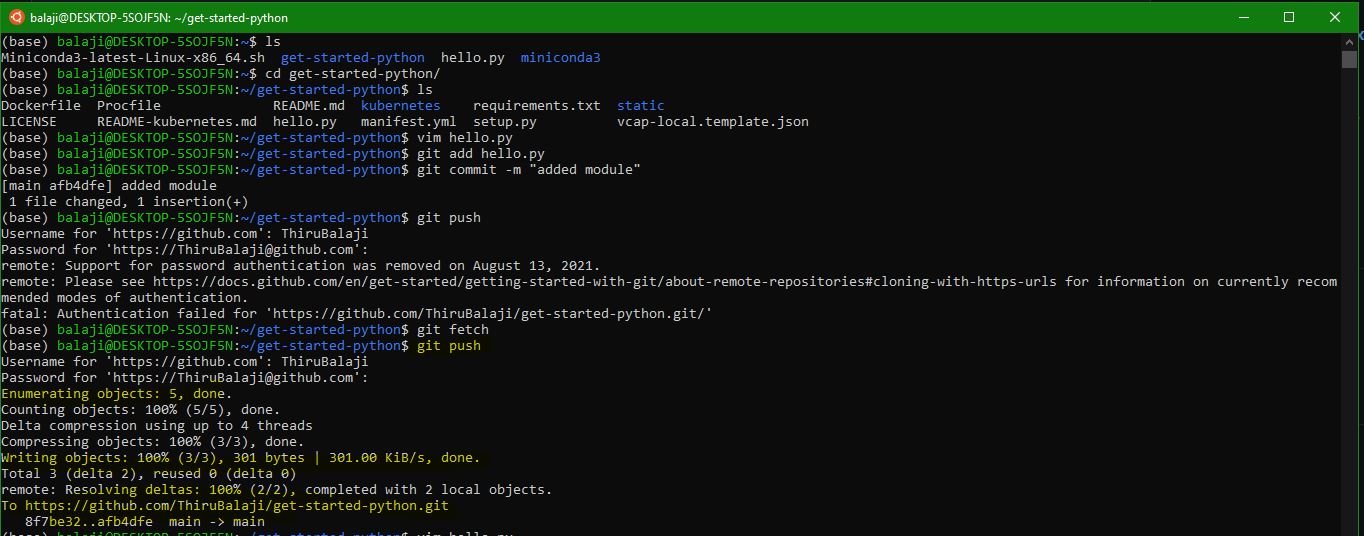 balaji@DESKTOP-5SOJF5N: ~/get-started-python
(base) balaji@DESKTOP-5SOJF5N:~$ ls
Miniconda3-latest-Linux-x86_64.sh  get-started-python  hello.py  miniconda3
(base) balaji@DESKTOP-5SOJF5N:~$ cd get-started-python/
(base) balaji@DESKTOP-5SOJF5N:~/get-started-python$ ls
Dockerfile  Procfile              README.md  kubernetes    requirements.txt  static
LICENSE     README-kubernetes.md  hello.py   manifest.yml  setup.py          vcap-local.template.json
(base) balaji@DESKTOP-5SOJF5N:~/get-started-python$ vim hello.py
(base) balaji@DESKTOP-5SOJF5N:~/get-started-python$ git add hello.py
(base) balaji@DESKTOP-5SOJF5N:~/get-started-python$ git commit -m "added module"
[main afb4dfe] added module
 1 file changed, 1 insertion(+)
(base) balaji@DESKTOP-5SOJF5N:~/get-started-python$ git push
Username for 'https://github.com': ThiruBalaji
Password for 'https://ThiruBalaji@github.com':
remote: Support for password authentication was removed on August 13, 2021.
remote: Please see https://docs.github.com/en/get-started/getting-started-with-git/about-remote-repositories#cloning-with-https-urls for information on currently recom
mended modes of authentication.
fatal: Authentication failed for 'https://github.com/ThiruBalaji/get-started-python.git/'
(base) balaji@DESKTOP-5SOJF5N:~/get-started-python$ git fetch
(base) balaji@DESKTOP-5SOJF5N:~/get-started-python$ git push
Username for 'https://github.com': ThiruBalaji
Password for 'https://ThiruBalaji@github.com':
Enumerating objects: 5, done.
Counting objects: 100% (5/5), done.
Delta compression using up to 4 threads
Compressing objects: 100% (3/3), done.
Writing objects: 100% (3/3), 301 bytes | 301.00 KiB/s, done.
Total 3 (delta 2), reused 0 (delta 0)
remote: Resolving deltas: 100% (2/2), completed with 2 local objects.
To https://github.com/ThiruBalaji/get-started-python.git
   8f7be32..afb4dfe  main -> main
(base) balaji@DESKTOP-5SOJF5N:~/get-started-python$ vim hello.py